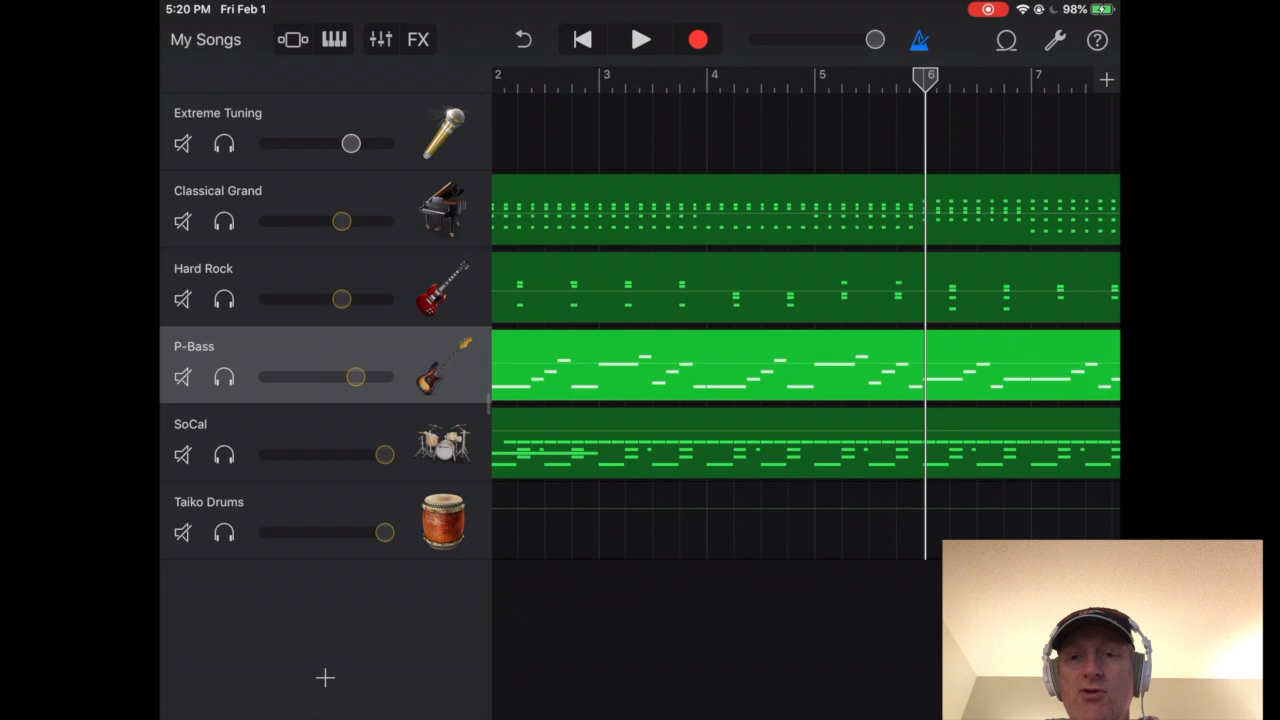 5:20 PM Fri Feb 1 98%
My Songs FX
2 3 4 5 6 7
Extreme Tuning
Classical Grand
Hard Rock
P-Bass
SoCal
Taiko Drums